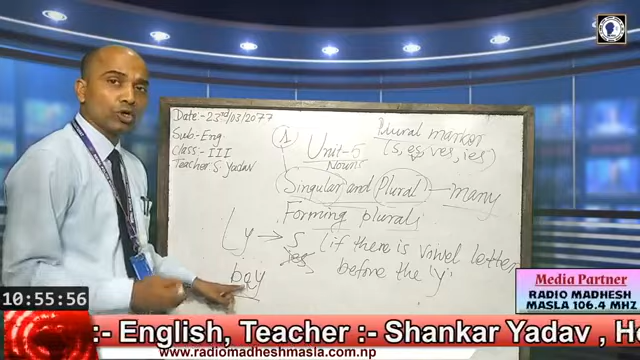 Date:- 23rd/03/2077
Sub-Eng.
Class:- III
Teacher S. Yadav
1
Unit-5
Nouns
Plural marker
(s, es, ves, ies)
Singular and Plural - many
Forming plurals
y → s (if there is vowel letter
before the 'y'
ies
boy
Media Partner
RADIO MADHESH
MASLA 106.4 MHZ
10:55:56
:- English, Teacher :- Shankar Yadav , H
www.radiomadheshmasla.com.np